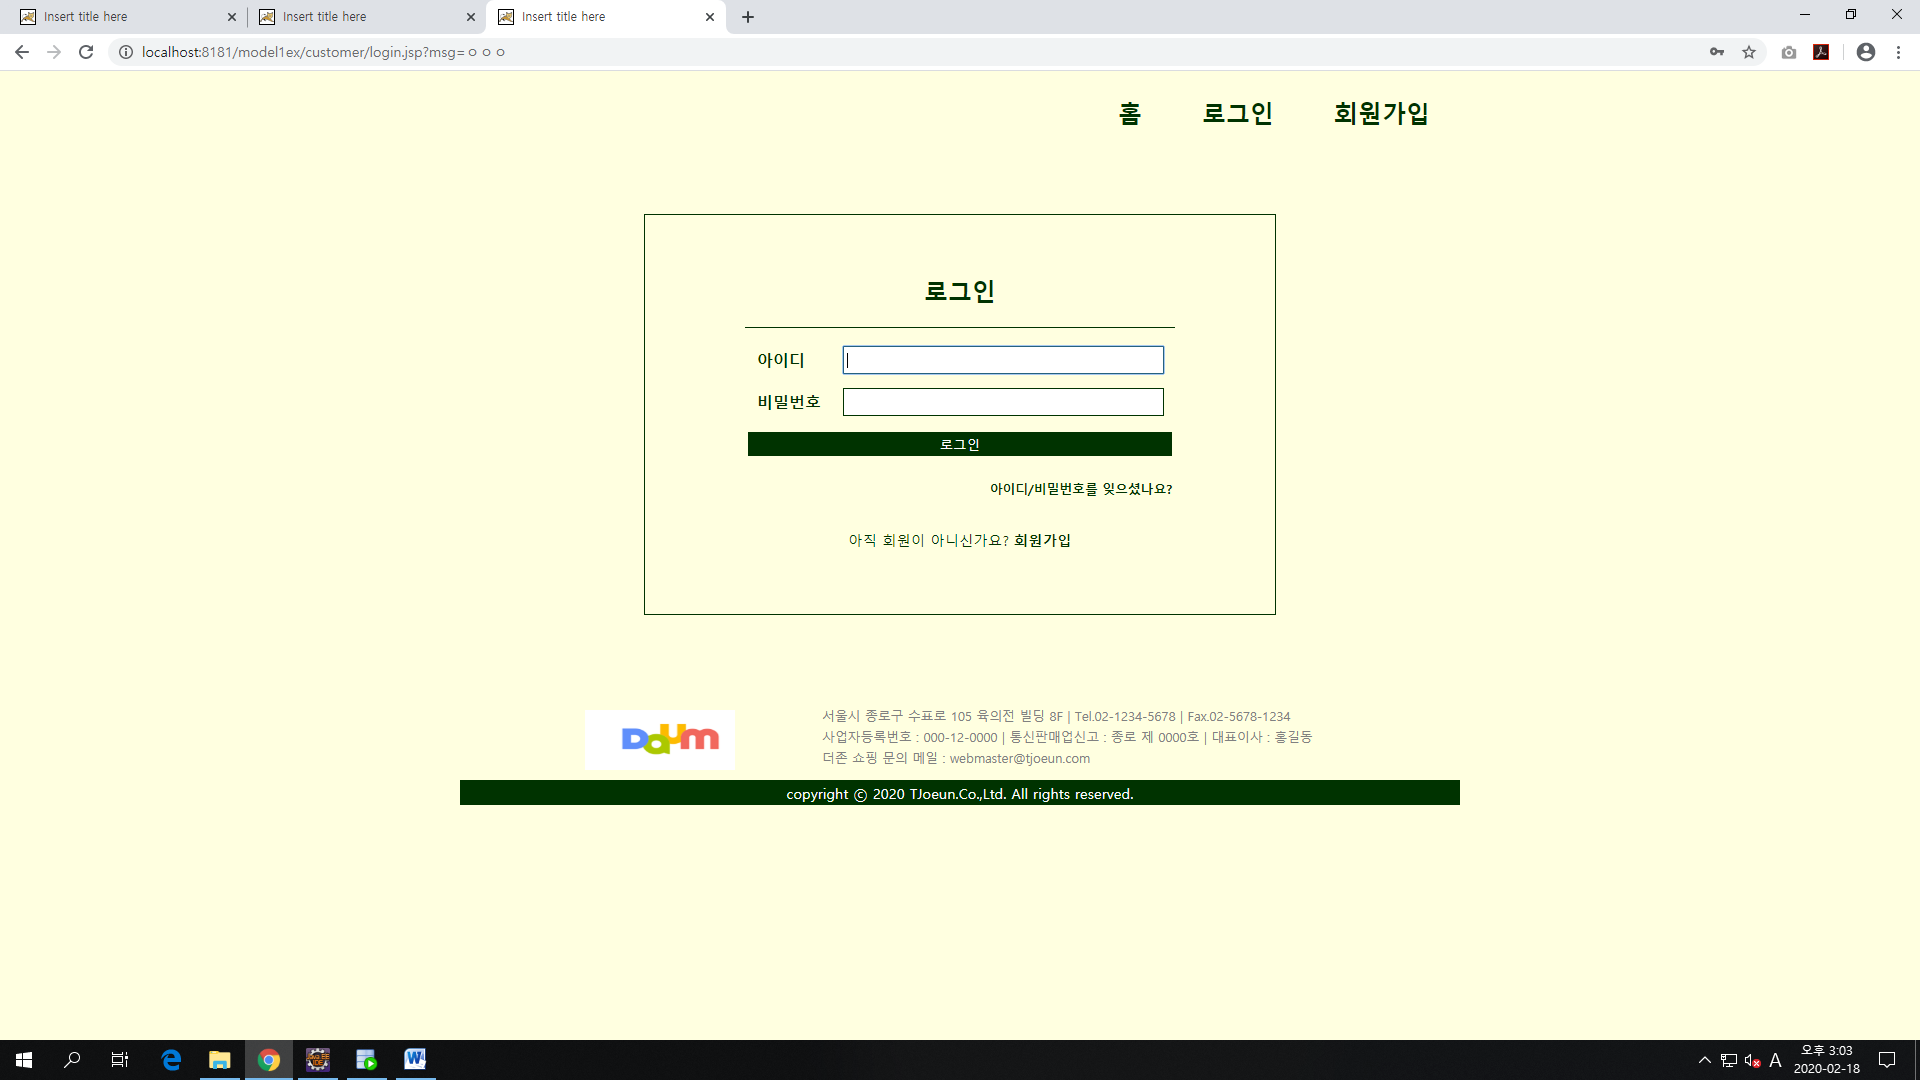 Insert title here
Insert title here
Insert title here
localhost:8181/model1ex/customer/login.jsp?msg=ㅇㅇㅇ
홈 로그인 회원가입
로그인
아이디
비밀번호
로그인
아이디/비밀번호를 잊으셨나요?
아직 회원이 아니신가요? 회원가입
Daum
서울시 종로구 수표로 105 육의전 빌딩 8F | Tel.02-1234-5678 | Fax.02-5678-1234
사업자등록번호 : 000-12-0000 | 통신판매업신고 : 종로 제 0000호 | 대표이사 : 홍길동
더존 쇼핑 문의 메일 : webmaster@tjoeun.com
copyright ⓒ 2020 TJoeun.Co.,Ltd. All rights reserved.
A
오후 3:03
2020-02-18